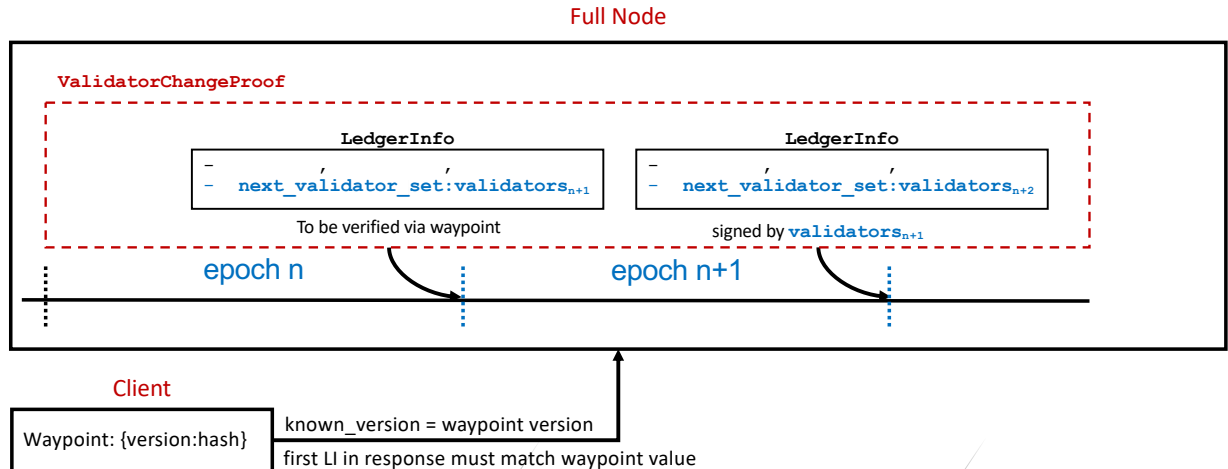 Full Node
ValidatorChangeProof
LedgerInfo
- , ,
- next_validator_set:validatorsₙ₊₁
To be verified via waypoint
LedgerInfo
- , ,
- next_validator_set:validatorsₙ₊₂
signed by validatorsₙ₊₁
epoch n
epoch n+1
Client
Waypoint: {version:hash}
known_version = waypoint version
first LI in response must match waypoint value